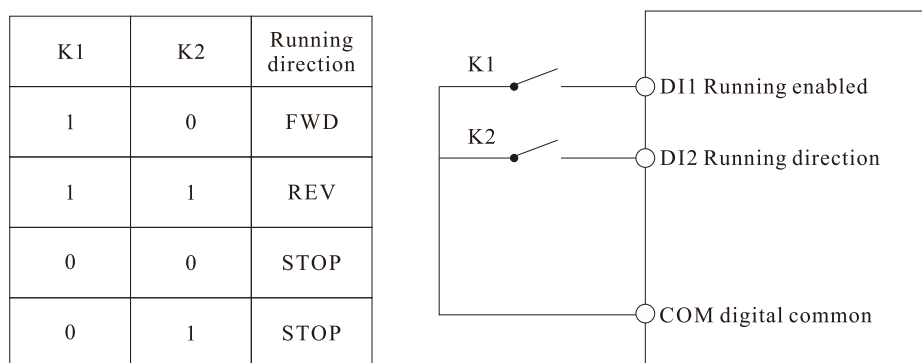 K1 K2 Running
direction
1 0 FWD
1 1 REV
0 0 STOP
0 1 STOP
K1
DI1 Running enabled
K2
DI2 Running direction
COM digital common